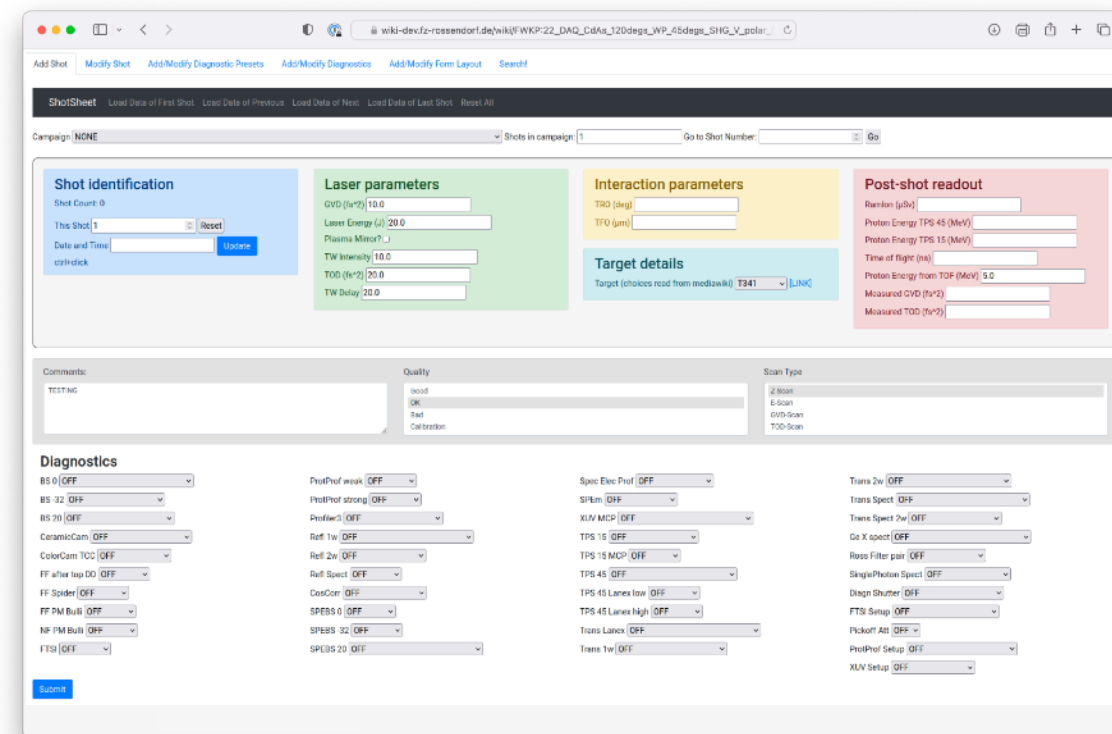 wiki-dev.fz-rossendorf.de/wiki/FWKP:22_DAQ_CdAs_120degs_WP_45degs_SHG_V_polar_
Add Shot Modify Shot Add/Modify Diagnostic Presets Add/Modify Diagnostics Add/Modify Form Layout Search!
ShotSheet Load Data of First Shot Load Data of Previous Load Data of Next Load Data of Last Shot Reset All
Campaign NONE Shots in campaign: 1 Go to Shot Number: Go
Shot identification
Shot Count: 0
This Shot 1 Reset
Date and Time Update
ctrl+click
Laser parameters
GVD (fs^2) 10.0
Laser Energy (J) 20.0
Plasma Mirror?
TW Intensity 10.0
TOD (fs^2) 20.0
TW Delay 20.0
Interaction parameters
TRO (deg)
TFO (μm)
Target details
Target (choices read from mediawiki) T341 [LINK]
Post-shot readout
Ramlon (μSv)
Proton Energy TPS 45 (MeV)
Proton Energy TPS 15 (MeV)
Time of flight (ns)
Proton Energy from TOF (MeV) 5.0
Measured GVD (fs^2)
Measured TOD (fs^2)
Comments: Quality Scan Type
TESTING
Good
OK
Bad
Calibration
Z-Scan
E-Scan
GVD-Scan
TOD-Scan
Diagnostics
BS 0 OFF
BS -32 OFF
BS 20 OFF
CeramicCam OFF
ColorCam TCC OFF
FF after top DD OFF
FF Spider OFF
FF PM Bulli OFF
NF PM Bulli OFF
FTSI OFF
ProtProf weak OFF
ProtProf strong OFF
Profiler3 OFF
Refl 1w OFF
Refl 2w OFF
Refl Spect OFF
CosCorr OFF
SPEBS 0 OFF
SPEBS -32 OFF
SPEBS 20 OFF
Spec Elec Prof OFF
SPEm OFF
XUV MCP OFF
TPS 15 OFF
TPS 15 MCP OFF
TPS 45 OFF
TPS 45 Lanex low OFF
TPS 45 Lanex high OFF
Trans Lanex OFF
Trans 1w OFF
Trans 2w OFF
Trans Spect OFF
Trans Spect 2w OFF
Ge X spect OFF
Ross Filter pair OFF
SinglePhoton Spect OFF
Diagn Shutter OFF
FTSI Setup OFF
Pickoff Att OFF
ProtProf Setup OFF
XUV Setup OFF
Submit